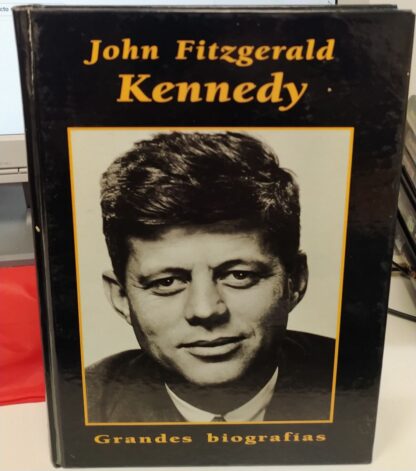 John Fitzgerald
Kennedy
Grandes biografías